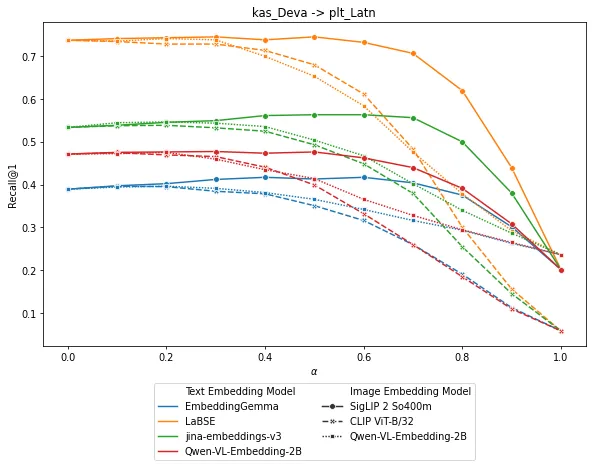 kas_Deva -> plt_Latn
0.7
0.6
0.5
0.4
0.3
0.2
0.1
Recall@1
0.0 0.2 0.4 0.6 0.8 1.0
α
Text Embedding Model Image Embedding Model
EmbeddingGemma SigLIP 2 So400m
LaBSE CLIP ViT-B/32
jina-embeddings-v3 Qwen-VL-Embedding-2B
Qwen-VL-Embedding-2B